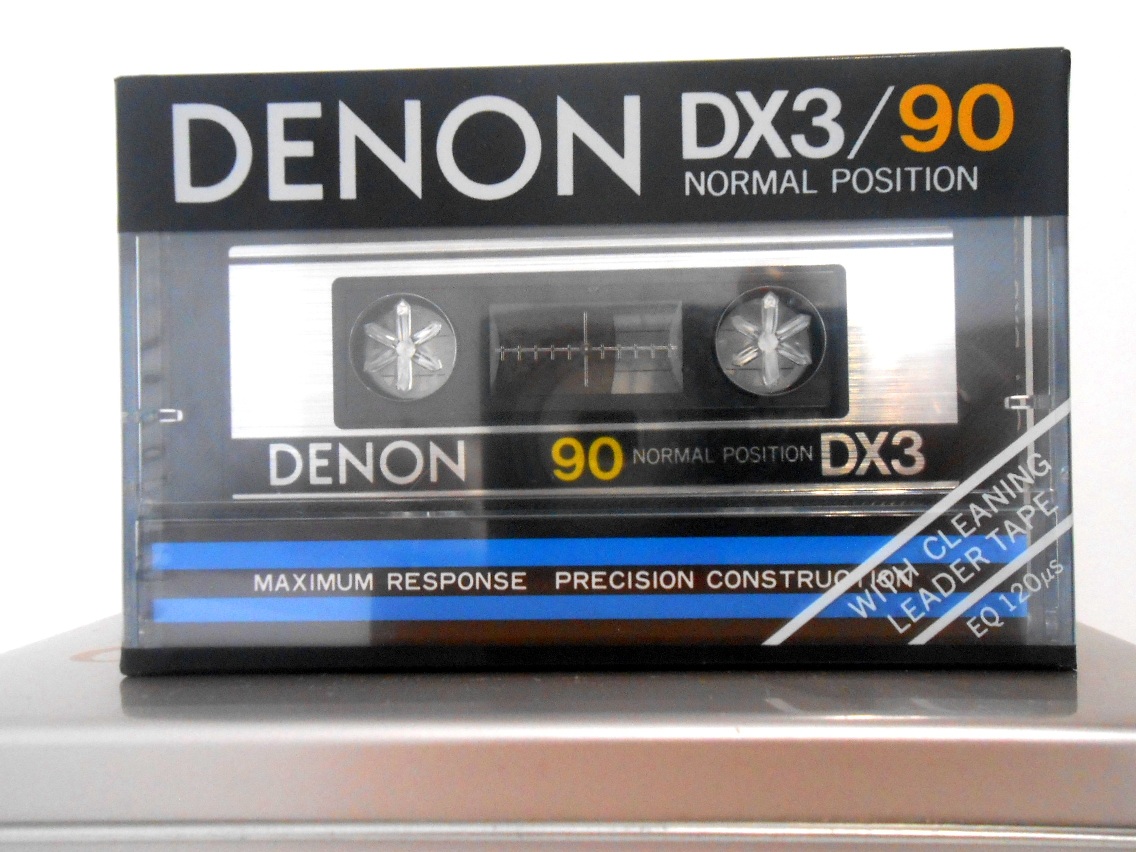 DENON DX3/90
NORMAL POSITION
DENON 90 NORMAL POSITION DX3
MAXIMUM RESPONSE PRECISION CONSTRUCTION
WITH CLEANING
LEADER TAPE
EQ 120μs